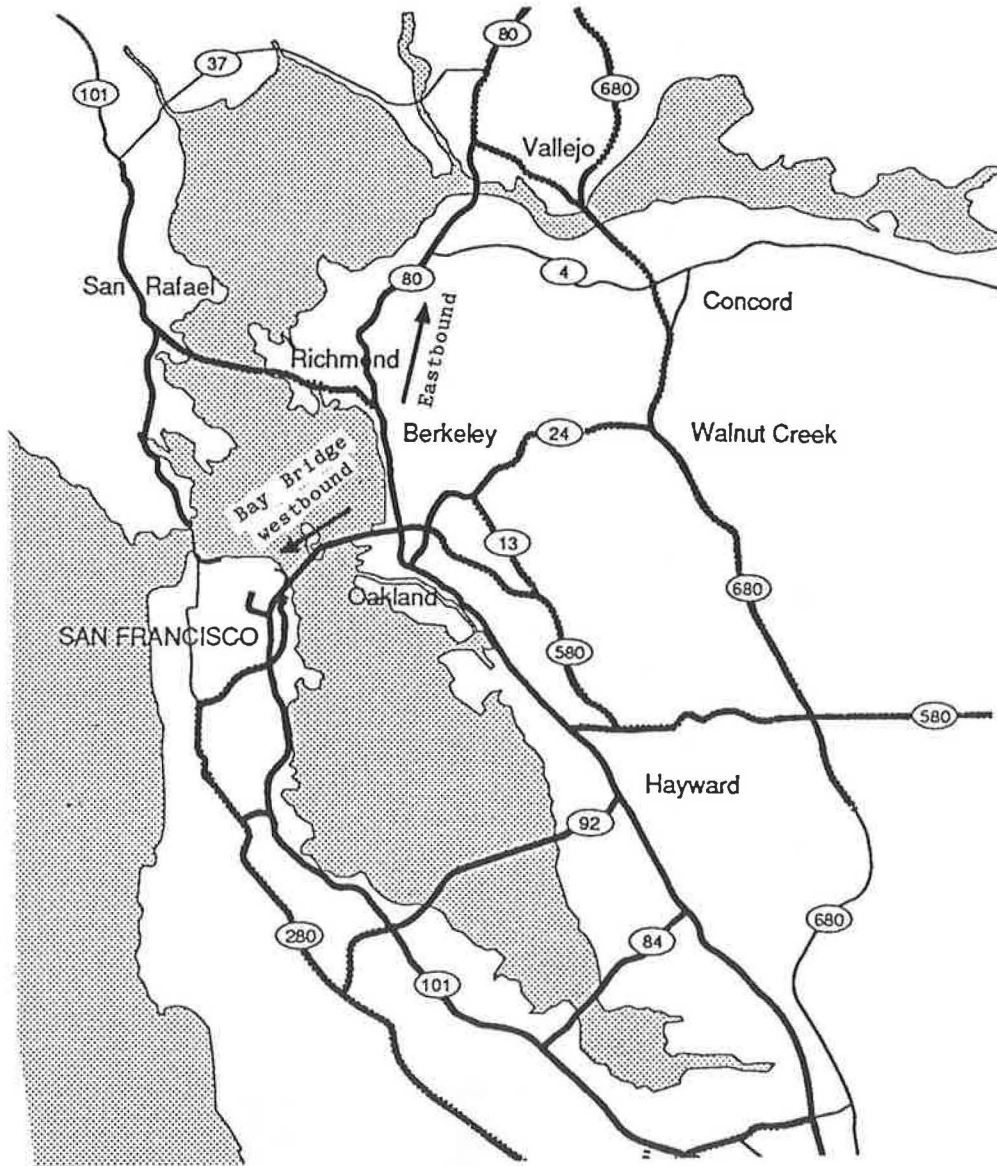 80
37
101
680
Vallejo
San Rafael
80
4
Concord
Eastbound
Richmond
Berkeley
24
Walnut Creek
Bay Bridge
westbound
13
680
Oakland
SAN FRANCISCO
580
580
Hayward
92
680
280
84
101